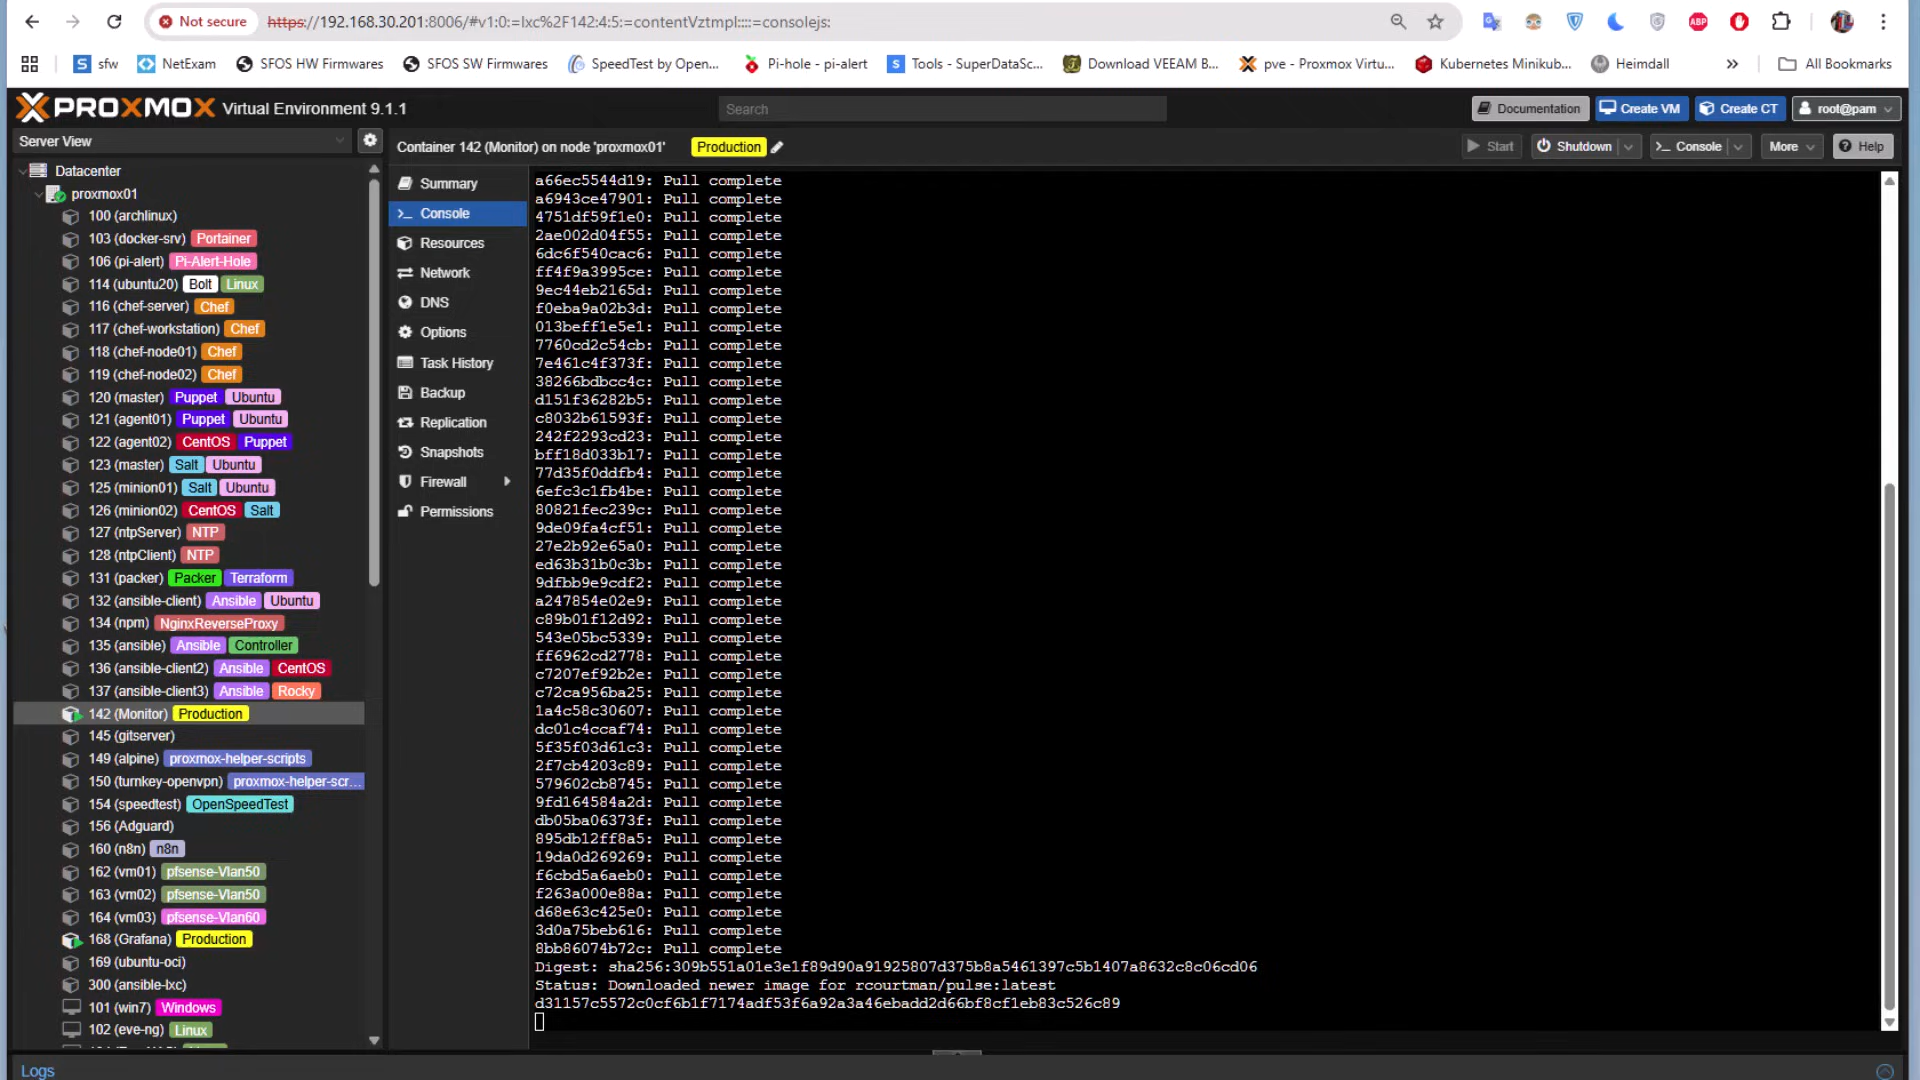 Not secure
https://192.168.30.201:8006/#v1:0:=lxc%2F142:4:5:=contentVztmpl::::=consolejs:
sfw
NetExam
SFOS HW Firmwares
SFOS SW Firmwares
SpeedTest by Open...
Pi-hole - pi-alert
Tools - SuperDataSc...
Download VEEAM B...
pve - Proxmox Virtu...
Kubernetes Minikub...
Heimdall
All Bookmarks
PROXMOX Virtual Environment 9.1.1
Search
Documentation
Create VM
Create CT
root@pam
Server View
Container 142 (Monitor) on node 'proxmox01'
Production
Start
Shutdown
Console
More
Help
Datacenter
proxmox01
100 (archlinux)
103 (docker-srv) Portainer
106 (pi-alert) Pi-Alert-Hole
114 (ubuntu20) Bolt Linux
116 (chef-server) Chef
117 (chef-workstation) Chef
118 (chef-node01) Chef
119 (chef-node02) Chef
120 (master) Puppet Ubuntu
121 (agent01) Puppet Ubuntu
122 (agent02) CentOS Puppet
123 (master) Salt Ubuntu
125 (minion01) Salt Ubuntu
126 (minion02) CentOS Salt
127 (ntpServer) NTP
128 (ntpClient) NTP
131 (packer) Packer Terraform
132 (ansible-client) Ansible Ubuntu
134 (npm) NginxReverseProxy
135 (ansible) Ansible Controller
136 (ansible-client2) Ansible CentOS
137 (ansible-client3) Ansible Rocky
142 (Monitor) Production
145 (gitserver)
149 (alpine) proxmox-helper-scripts
150 (turnkey-openvpn) proxmox-helper-scr...
154 (speedtest) OpenSpeedTest
156 (Adguard)
160 (n8n) n8n
162 (vm01) pfsense-Vlan50
163 (vm02) pfsense-Vlan50
164 (vm03) pfsense-Vlan60
168 (Grafana) Production
169 (ubuntu-oci)
300 (ansible-lxc)
101 (win7) Windows
102 (eve-ng) Linux
Summary
Console
Resources
Network
DNS
Options
Task History
Backup
Replication
Snapshots
Firewall
Permissions
a66ec5544d19: Pull complete
a6943ce47901: Pull complete
4751df59f1e0: Pull complete
2ae002d04f55: Pull complete
6dc6f540cac6: Pull complete
ff4f9a3995ce: Pull complete
9ec44eb2165d: Pull complete
f0eba9a02b3d: Pull complete
013beff1e5e1: Pull complete
7760cd2c54cb: Pull complete
7e461c4f373f: Pull complete
38266bdbcc4c: Pull complete
d151f36282b5: Pull complete
c8032b61593f: Pull complete
242f2293cd23: Pull complete
bff18d033b17: Pull complete
77d35f0ddfb4: Pull complete
6efc3c1fb4be: Pull complete
80821fec239c: Pull complete
9de09fa4cf51: Pull complete
27e2b92e65a0: Pull complete
ed63b31b0c3b: Pull complete
9dfbb9e9cdf2: Pull complete
a247854e02e9: Pull complete
c89b01f12d92: Pull complete
543e05bc5339: Pull complete
ff6962cd2778: Pull complete
c7207ef92b2e: Pull complete
c72ca956ba25: Pull complete
1a4c58c30607: Pull complete
dc01c4ccaf74: Pull complete
5f35f03d61c3: Pull complete
2f7cb4203c89: Pull complete
579602cb8745: Pull complete
9fd164584a2d: Pull complete
db05ba06373f: Pull complete
895db12ff8a5: Pull complete
19da0d269269: Pull complete
f6cbd5a6aeb0: Pull complete
f263a000e88a: Pull complete
d68e63c425e0: Pull complete
3d0a75beb616: Pull complete
8bb86074b72c: Pull complete
Digest: sha256:309b551a01e3e1f89d90a91925807d375b8a5461397c5b1407a8632c8c06cd06
Status: Downloaded newer image for rcourtman/pulse:latest
d31157c5572c0cf6b1f7174adf53f6a92a3a46ebadd2d66bf8cf1eb83c526c89
Logs